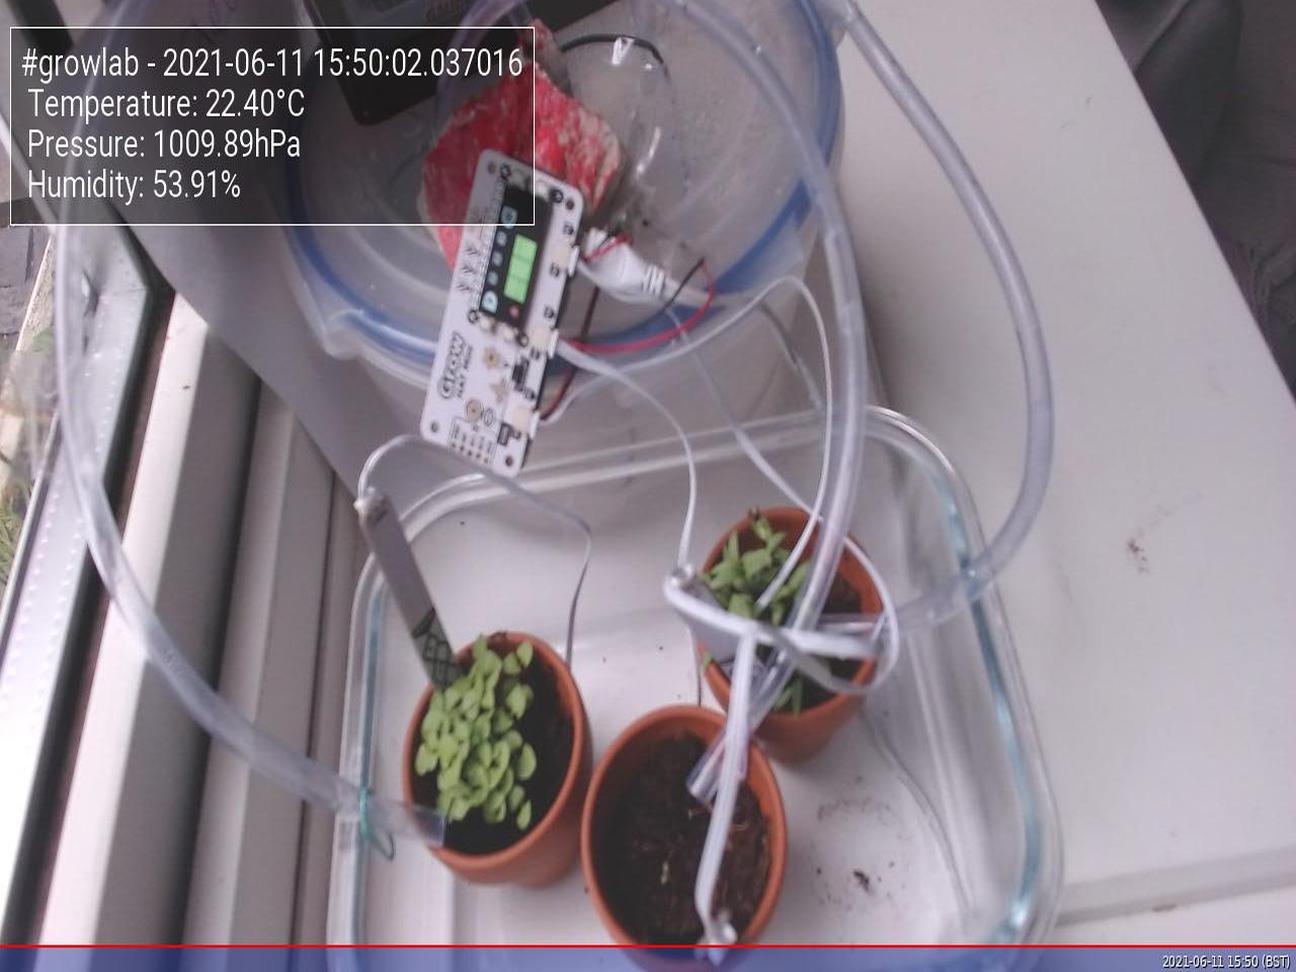 #growlab - 2021-06-11 15:50:02.037016
Temperature: 22.40°C
Pressure: 1009.89hPa
Humidity: 53.91%
GROW
2021-06-11 15:50 (BST)